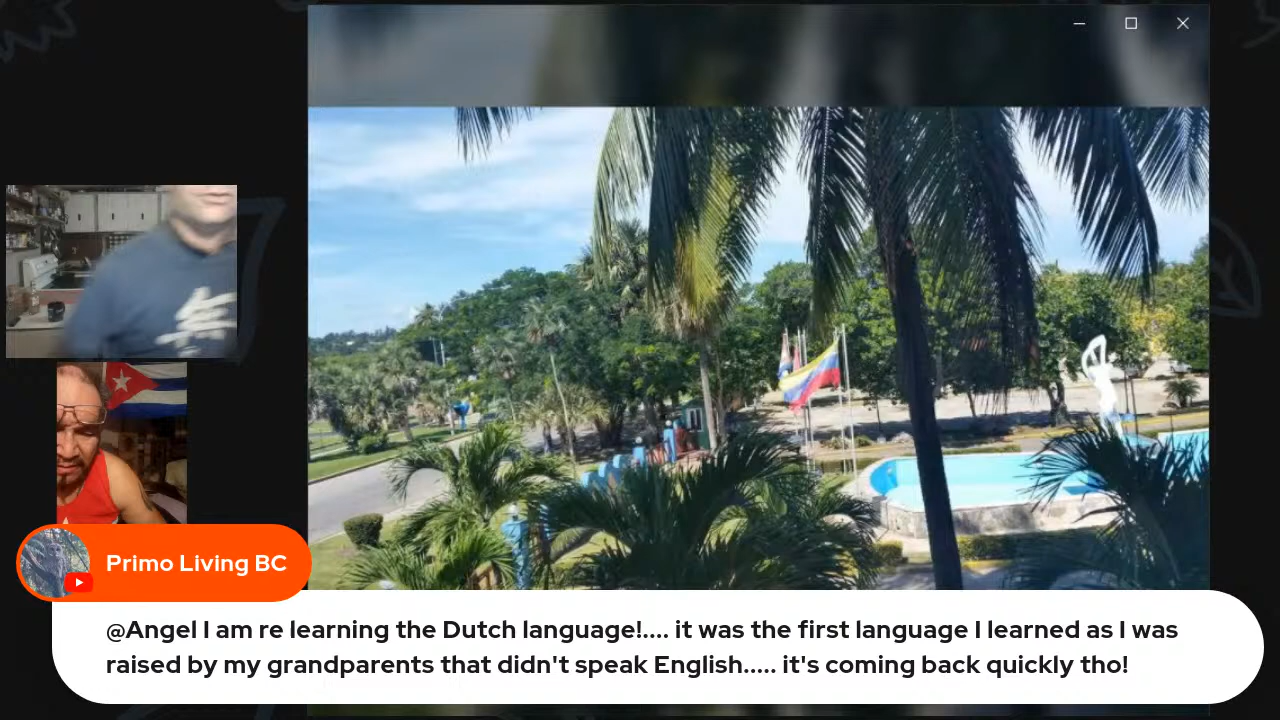 Primo Living BC
@Angel I am re learning the Dutch language!.... it was the first language I learned as I was
raised by my grandparents that didn't speak English..... it's coming back quickly tho!